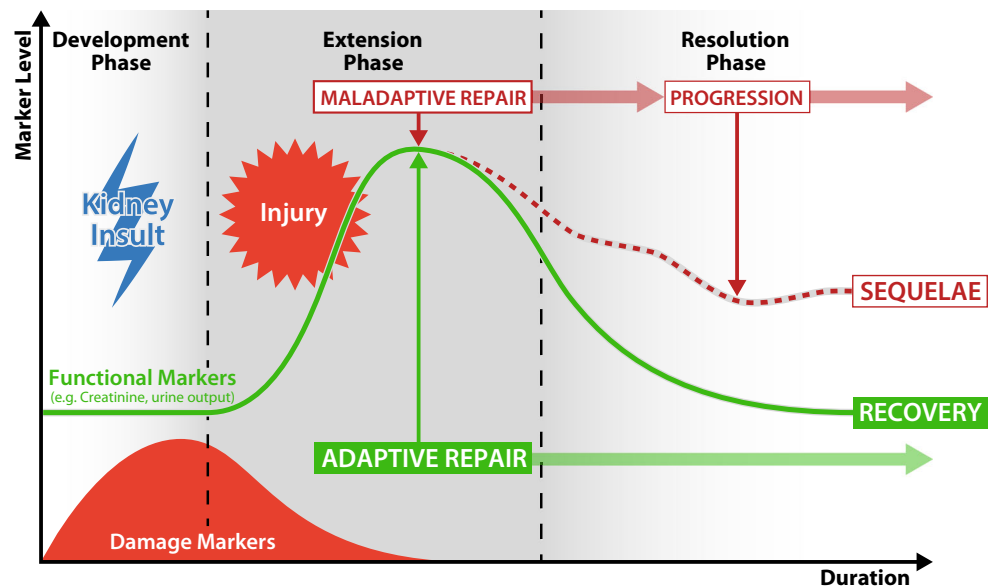 Development
Phase
Extension
Phase
Resolution
Phase
Marker Level
MALADAPTIVE REPAIR
PROGRESSION
Kidney
Insult
Injury
SEQUELAE
Functional Markers
(e.g. Creatinine, urine output)
RECOVERY
ADAPTIVE REPAIR
Damage Markers
Duration